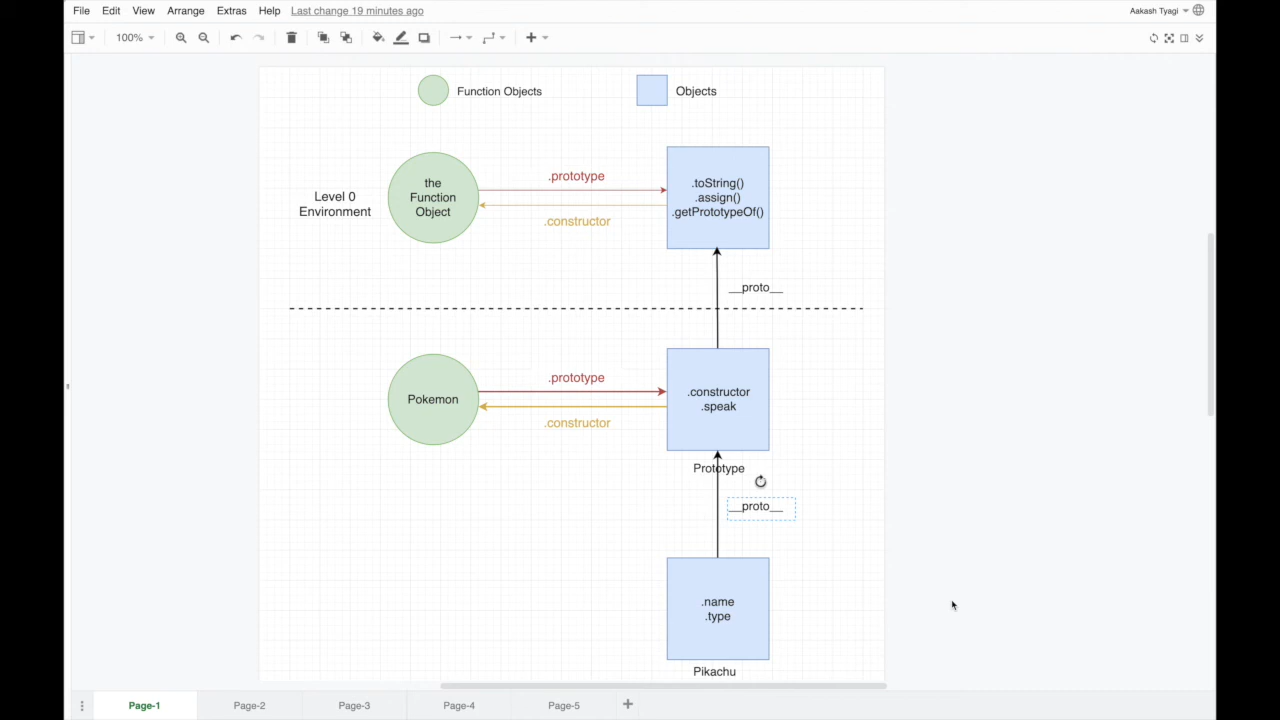 File Edit View Arrange Extras Help Last change 19 minutes ago
Aakash Tyagi
100%
Function Objects
Objects
Level 0
Environment
the
Function
Object
.prototype
.constructor
.toString()
.assign()
.getPrototypeOf()
__proto__
Pokemon
.prototype
.constructor
.constructor
.speak
Prototype
__proto__
.name
.type
Pikachu
Page-1 Page-2 Page-3 Page-4 Page-5